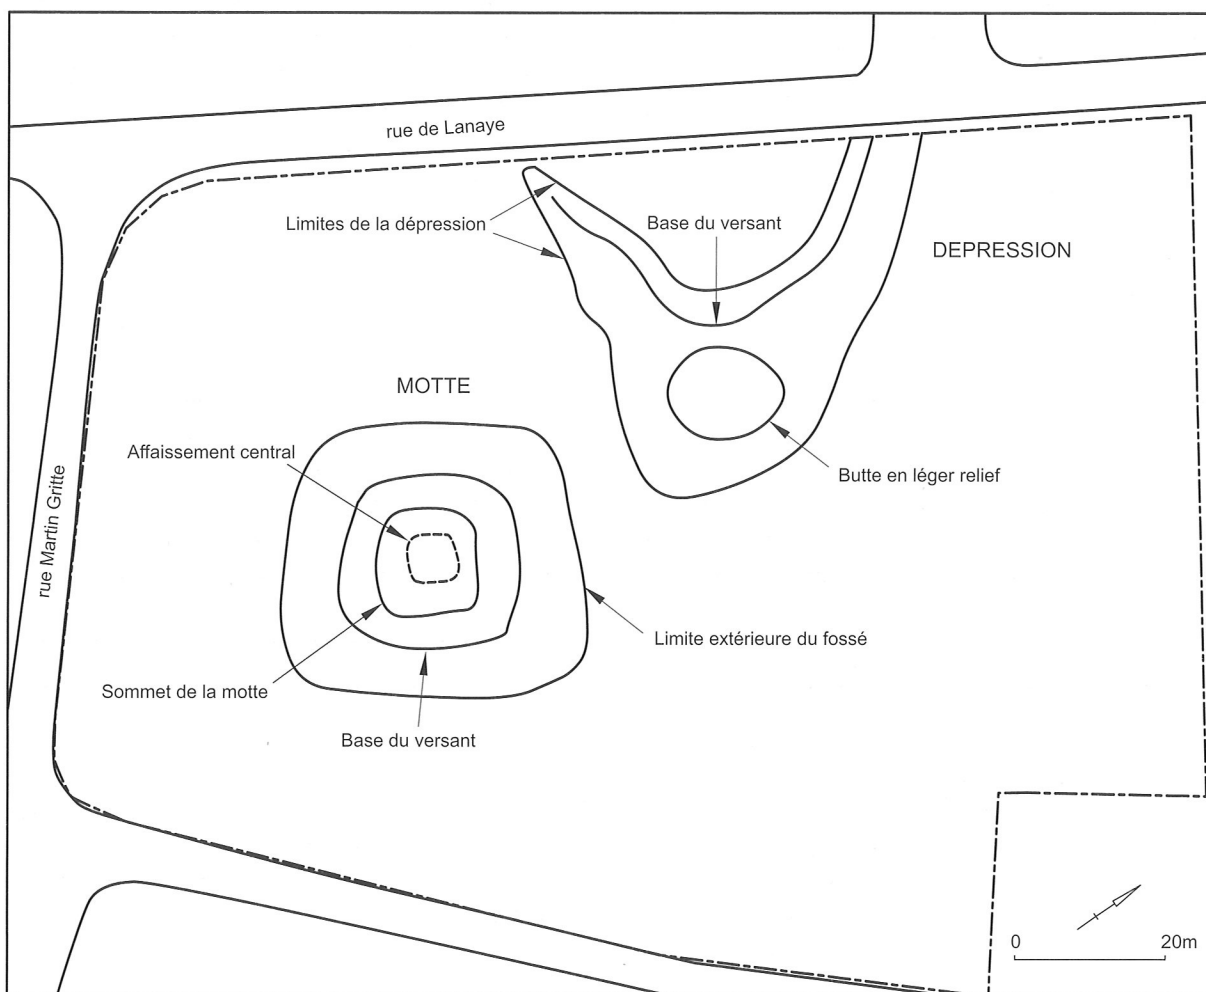 rue de Lanaye
Limites de la dépression
Base du versant
DEPRESSION
MOTTE
Affaissement central
Butte en léger relief
rue Martin Gritte
Limite extérieure du fossé
Sommet de la motte
Base du versant
0 20m